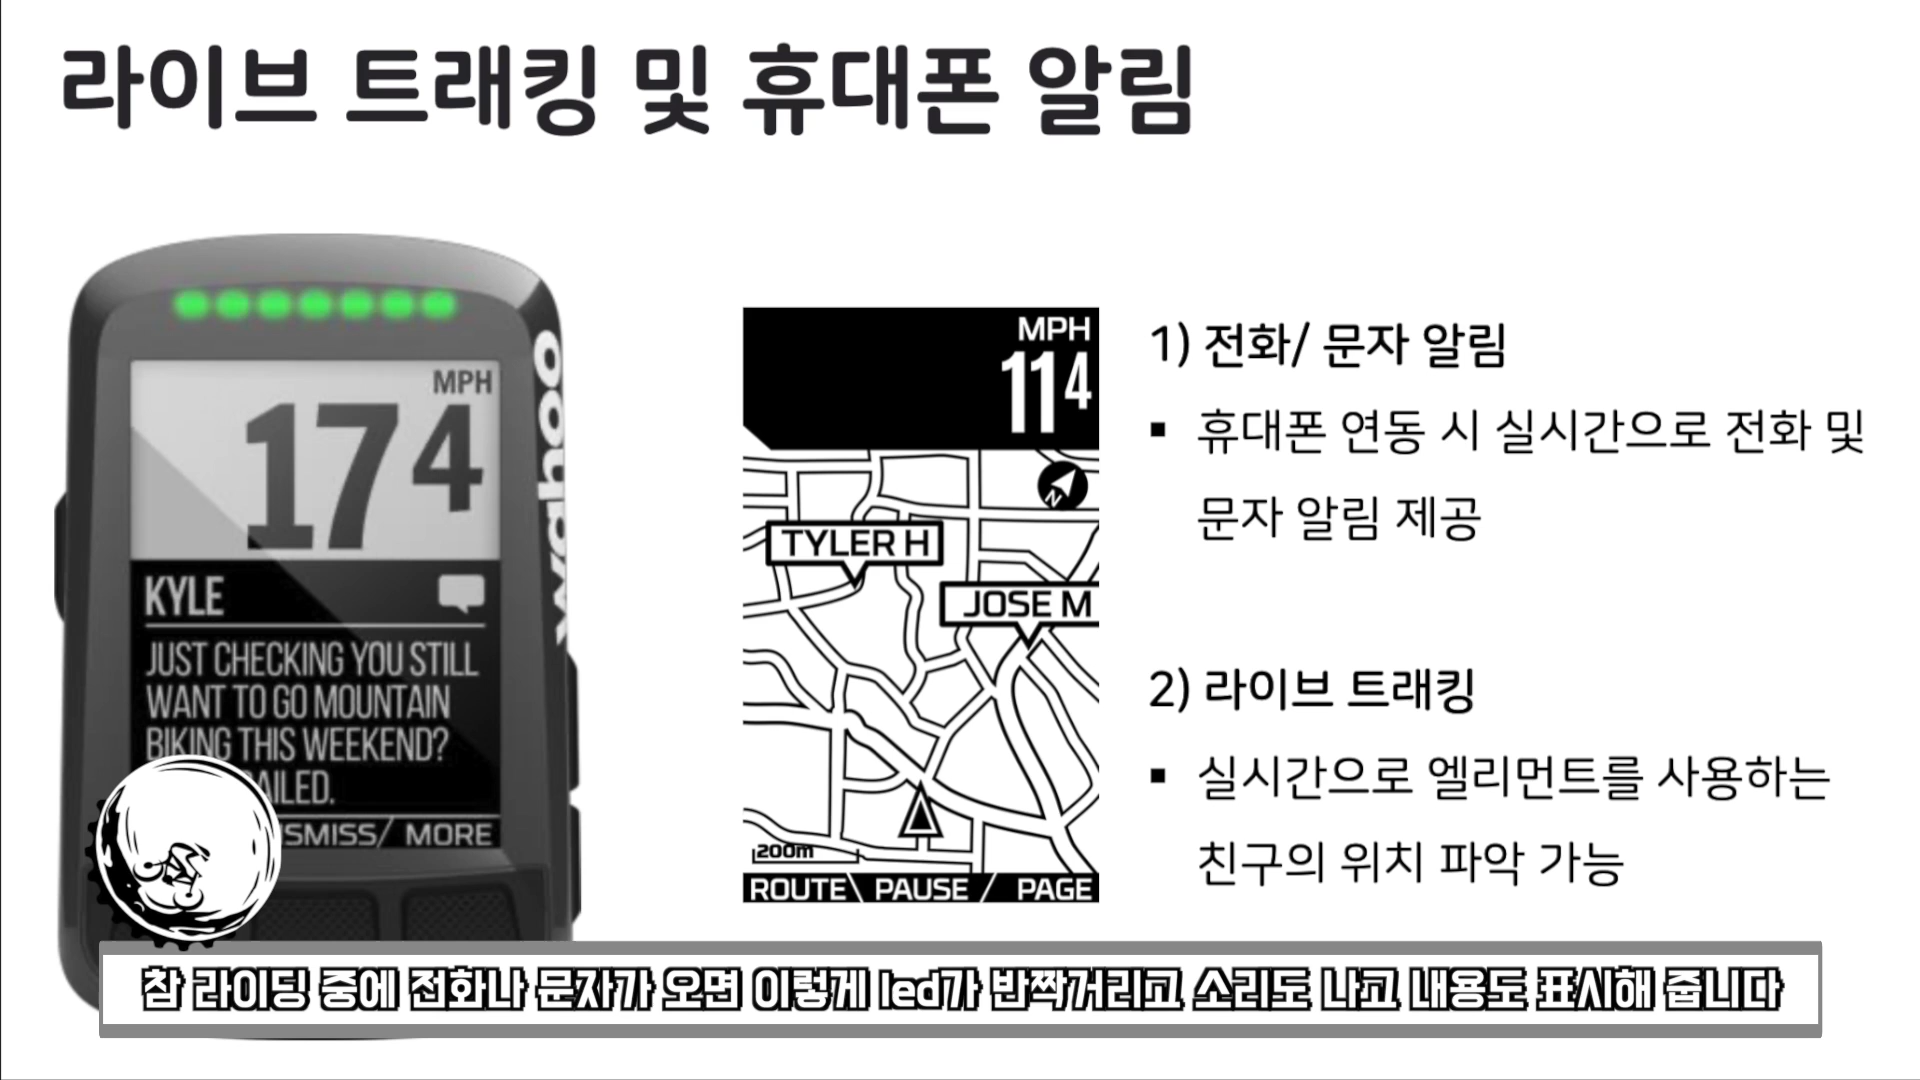 라이브 트래킹 및 휴대폰 알림
MPH
17 4
wahoo
KYLE
JUST CHECKING YOU STILL
WANT TO GO MOUNTAIN
BIKING THIS WEEKEND?
MORE
MPH
11 4
N
TYLER H
JOSE M
200m
ROUTE PAUSE PAGE
1) 전화/ 문자 알림
▪ 휴대폰 연동 시 실시간으로 전화 및
문자 알림 제공
2) 라이브 트래킹
▪ 실시간으로 엘리먼트를 사용하는
친구의 위치 파악 가능
참 라이딩 중에 전화나 문자가 오면 이렇게 led가 반짝거리고 소리도 나고 내용도 표시해 줍니다